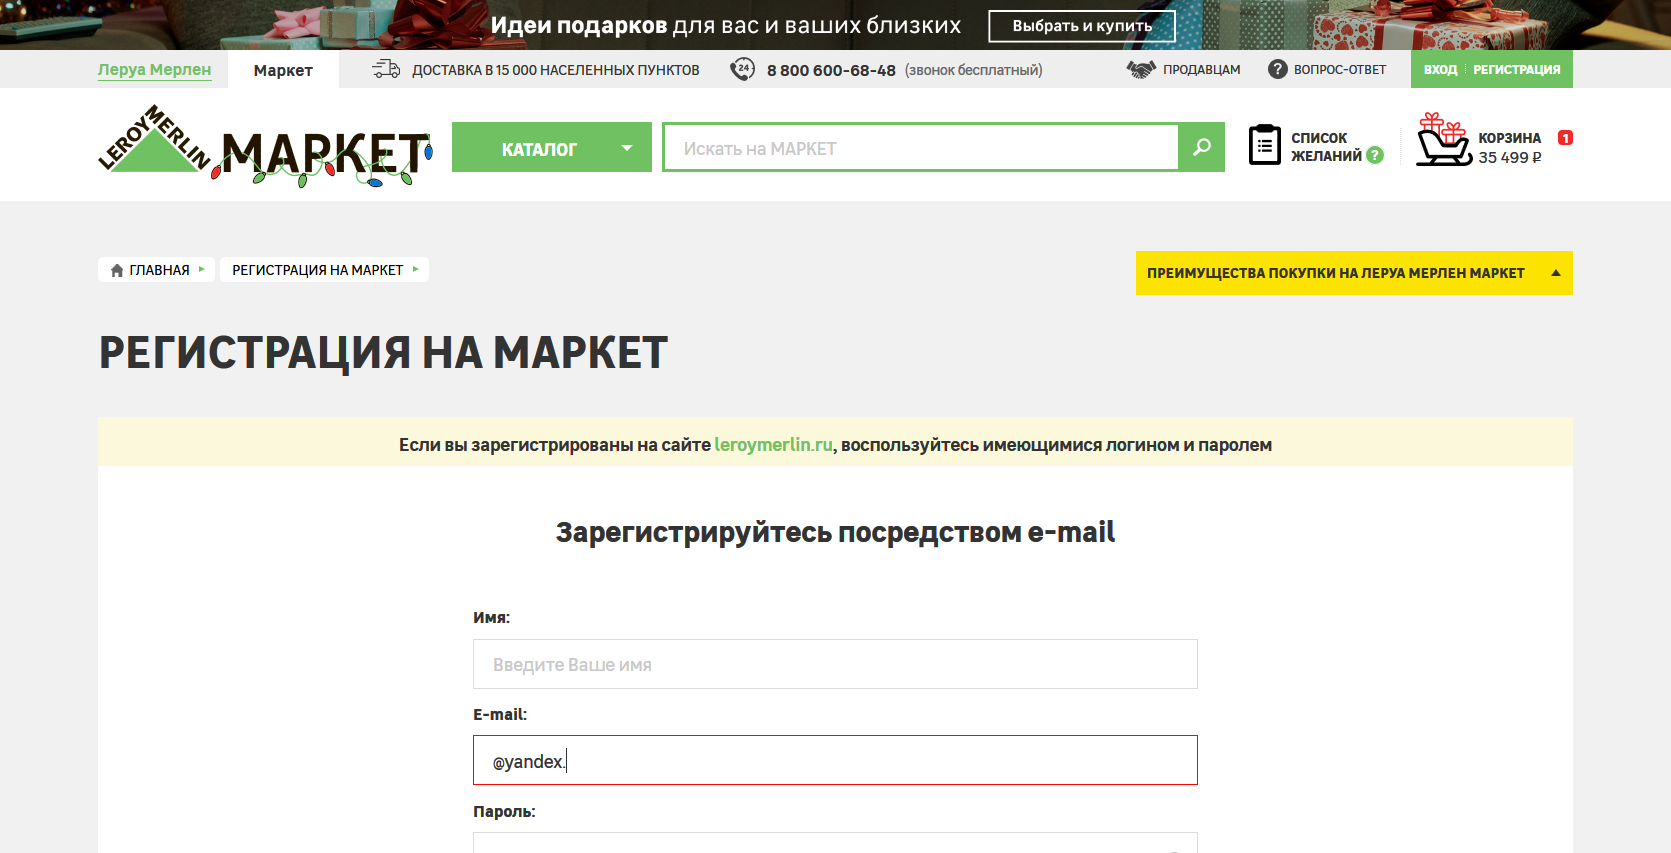 Идеи подарков для вас и ваших близких Выбрать и купить
Леруа Мерлен Маркет ДОСТАВКА В 15 000 НАСЕЛЕННЫХ ПУНКТОВ 24 8 800 600-68-48 (звонок бесплатный) ПРОДАВЦАМ ? ВОПРОС-ОТВЕТ ВХОД РЕГИСТРАЦИЯ
LEROY MERLIN МАРКЕТ КАТАЛОГ Искать на МАРКЕТ
СПИСОК
ЖЕЛАНИЙ ?
КОРЗИНА 1
35 499 ₽
ГЛАВНАЯ РЕГИСТРАЦИЯ НА МАРКЕТ ПРЕИМУЩЕСТВА ПОКУПКИ НА ЛЕРУА МЕРЛЕН МАРКЕТ
РЕГИСТРАЦИЯ НА МАРКЕТ
Если вы зарегистрированы на сайте leroymerlin.ru, воспользуйтесь имеющимися логином и паролем
Зарегистрируйтесь посредством e-mail
Имя:
Введите Ваше имя
E-mail:
@yandex.
Пароль: